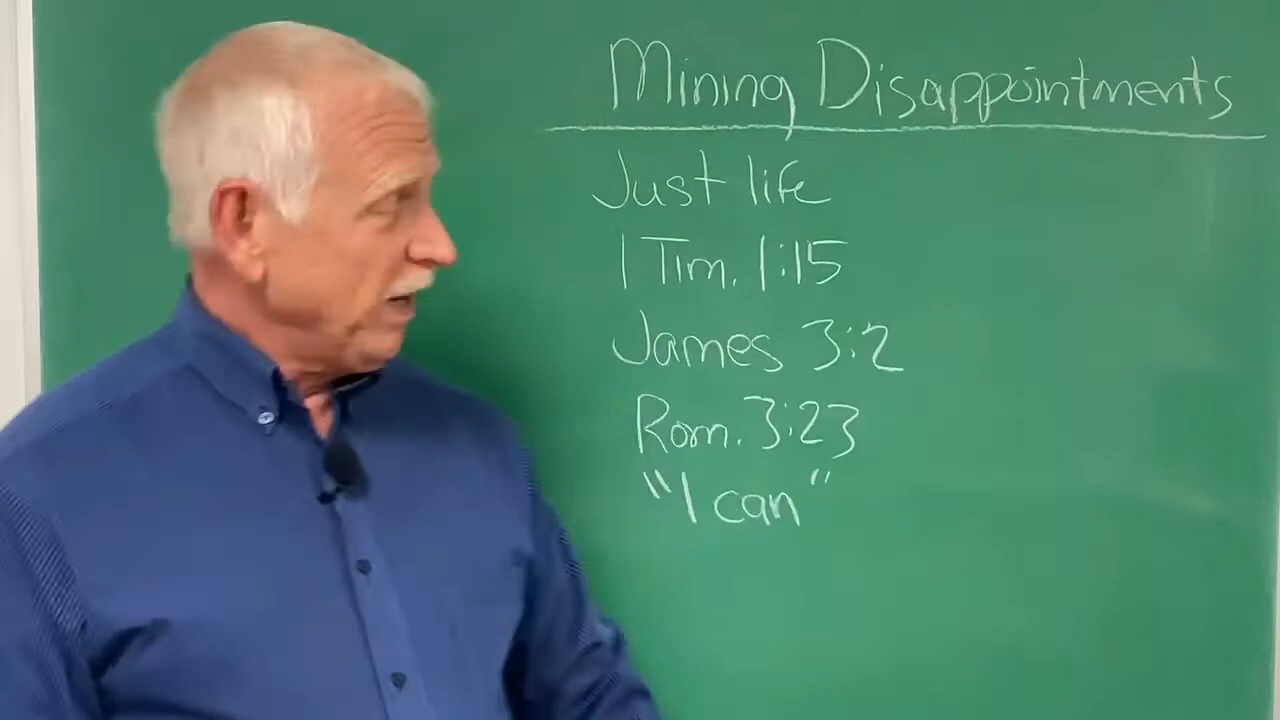 Mining Disappointments
Just life
1 Tim. 1:15
James 3:2
Rom. 3:23
"I can"